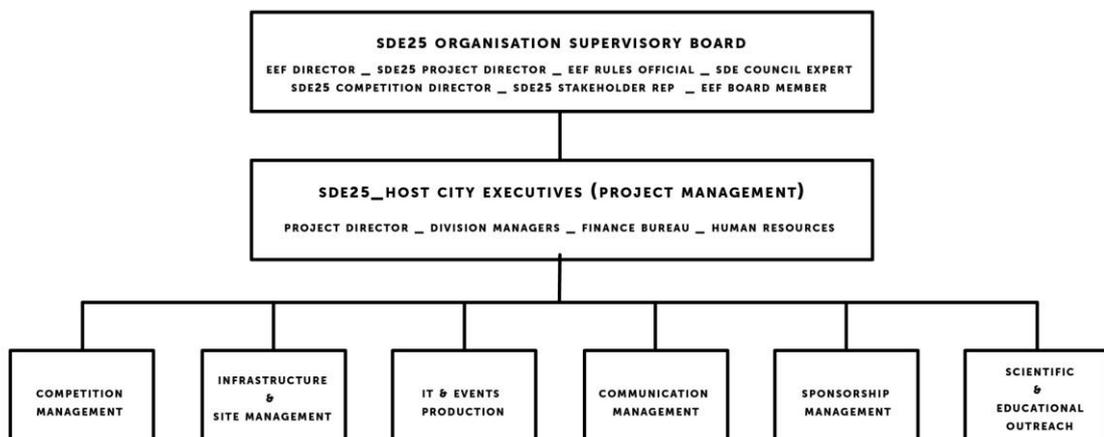 SDE25 ORGANISATION SUPERVISORY BOARD
EEF DIRECTOR _ SDE25 PROJECT DIRECTOR _ EEF RULES OFFICIAL _ SDE COUNCIL EXPERT
SDE25 COMPETITION DIRECTOR _ SDE25 STAKEHOLDER REP _ EEF BOARD MEMBER
SDE25_HOST CITY EXECUTIVES (PROJECT MANAGEMENT)
PROJECT DIRECTOR _ DIVISION MANAGERS _ FINANCE BUREAU _ HUMAN RESOURCES
COMPETITION
MANAGEMENT
INFRASTRUCTURE
&
SITE MANAGEMENT
IT & EVENTS
PRODUCTION
COMMUNICATION
MANAGEMENT
SPONSORSHIP
MANAGEMENT
SCIENTIFIC
&
EDUCATIONAL
OUTREACH